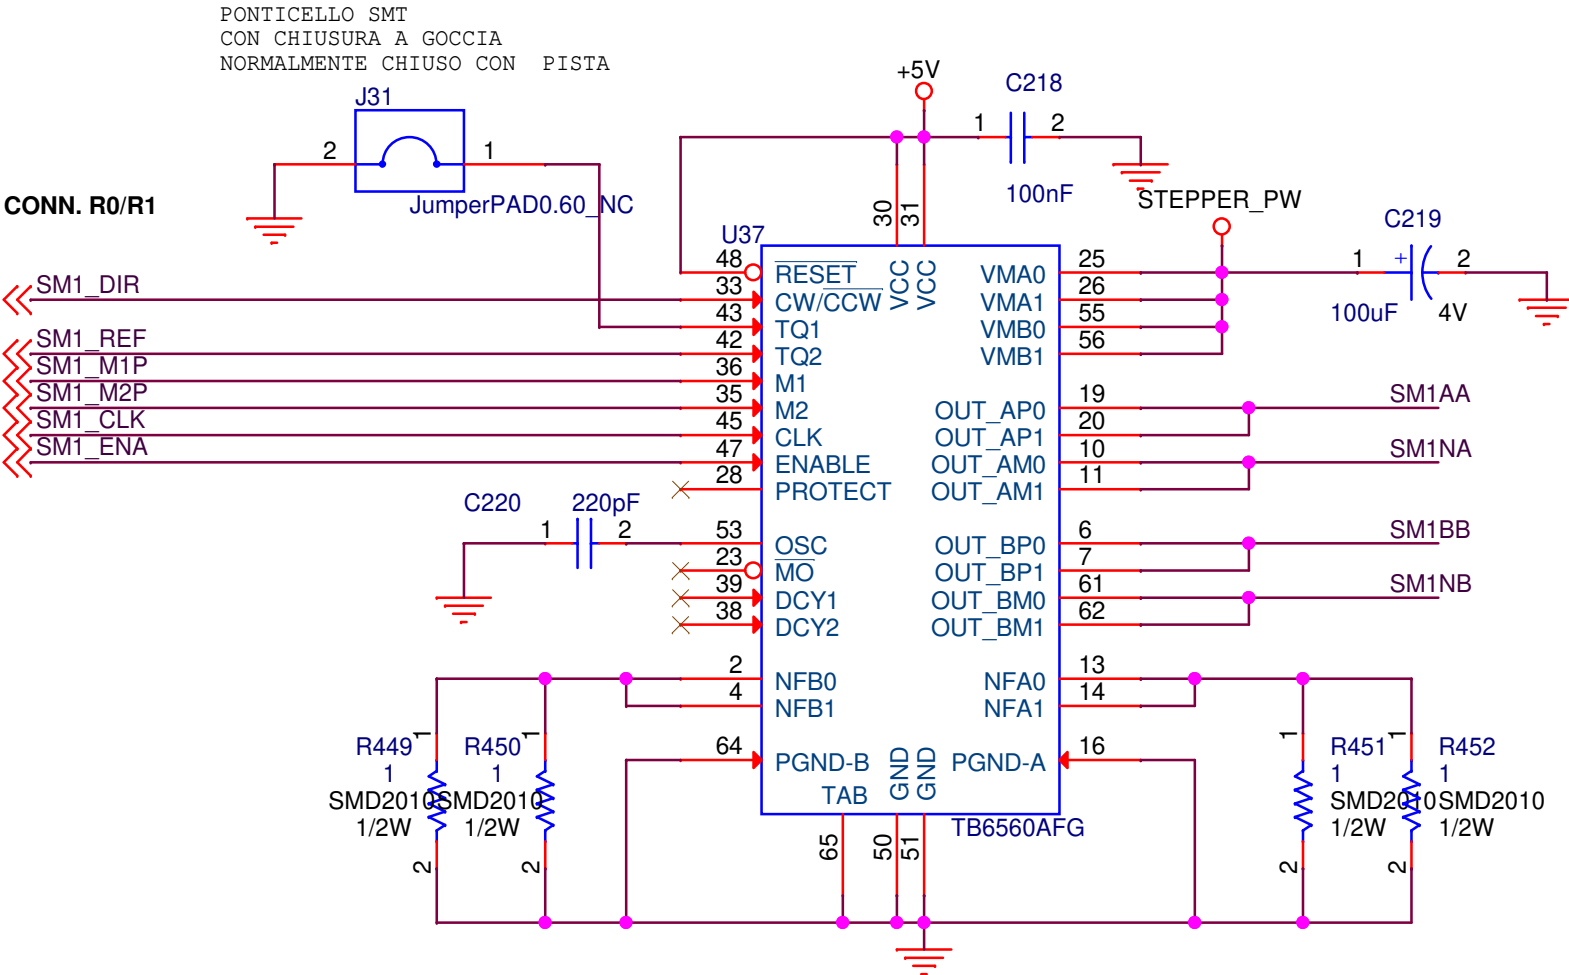 PONTICELLO SMT
CON CHIUSURA A GOCCIA
NORMALMENTE CHIUSO CON PISTA
J31
2
1
JumperPAD0.60_NC
CONN. R0/R1
+5V
C218
1
2
100nF
STEPPER_PW
C219
1
+
2
100uF
4V
30
31
U37
SM1_DIR
SM1_REF
SM1_M1P
SM1_M2P
SM1_CLK
SM1_ENA
48
33
43
42
36
35
45
47
28
53
23
39
38
2
4
64
RESET
CW/CCW
TQ1
TQ2
M1
M2
CLK
ENABLE
PROTECT
OSC
MO
DCY1
DCY2
NFB0
NFB1
PGND-B
TAB
VCC
VCC
GND
GND
VMA0
VMA1
VMB0
VMB1
OUT_AP0
OUT_AP1
OUT_AM0
OUT_AM1
OUT_BP0
OUT_BP1
OUT_BM0
OUT_BM1
NFA0
NFA1
PGND-A
25
26
55
56
19
20
10
11
6
7
61
62
13
14
16
SM1AA
SM1NA
SM1BB
SM1NB
C220
220pF
1
2
R449
1
SMD2010
1/2W
1
2
R450
1
SMD2010
1/2W
1
2
65
50
51
TB6560AFG
R451
1
SMD2010
1/2W
1
2
R452
1
SMD2010
1/2W
1
2